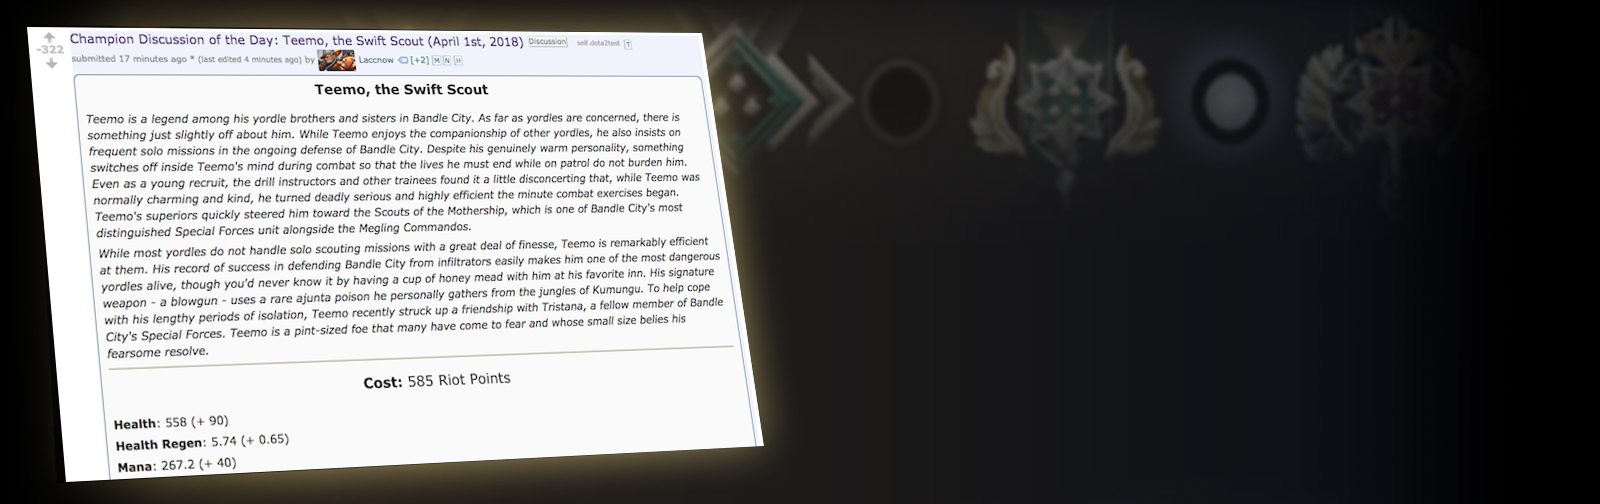 Champion Discussion of the Day: Teemo, the Swift Scout (April 1st, 2018) Discussion self.dota2test [T]
-322
submitted 17 minutes ago * (last edited 4 minutes ago) by Laccnow [+2] [M] [N] [H]
Teemo, the Swift Scout
Teemo is a legend among his yordle brothers and sisters in Bandle City. As far as yordles are concerned, there is
something just slightly off about him. While Teemo enjoys the companionship of other yordles, he also insists on
frequent solo missions in the ongoing defense of Bandle City. Despite his genuinely warm personality, something
switches off inside Teemo's mind during combat so that the lives he must end while on patrol do not burden him.
Even as a young recruit, the drill instructors and other trainees found it a little disconcerting that, while Teemo was
normally charming and kind, he turned deadly serious and highly efficient the minute combat exercises began.
Teemo's superiors quickly steered him toward the Scouts of the Mothership, which is one of Bandle City's most
distinguished Special Forces unit alongside the Megling Commandos.
While most yordles do not handle solo scouting missions with a great deal of finesse, Teemo is remarkably efficient
at them. His record of success in defending Bandle City from infiltrators easily makes him one of the most dangerous
yordles alive, though you'd never know it by having a cup of honey mead with him at his favorite inn. His signature
weapon - a blowgun - uses a rare ajunta poison he personally gathers from the jungles of Kumungu. To help cope
with his lengthy periods of isolation, Teemo recently struck up a friendship with Tristana, a fellow member of Bandle
City's Special Forces. Teemo is a pint-sized foe that many have come to fear and whose small size belies his
fearsome resolve.
Cost: 585 Riot Points
Health: 558 (+ 90)
Health Regen: 5.74 (+ 0.65)
Mana: 267.2 (+ 40)